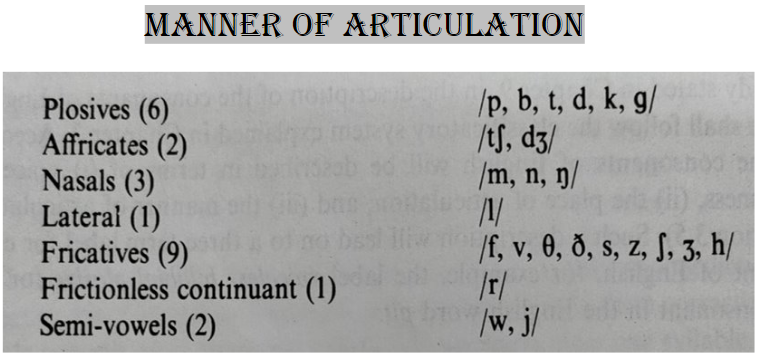 MANNER OF ARTICULATION
Plosives (6) /p, b, t, d, k, g/
Affricates (2) /tʃ, dʒ/
Nasals (3) /m, n, ŋ/
Lateral (1) /l/
Fricatives (9) /f, v, θ, ð, s, z, ʃ, ʒ, h/
Frictionless continuant (1) /r/
Semi-vowels (2) /w, j/